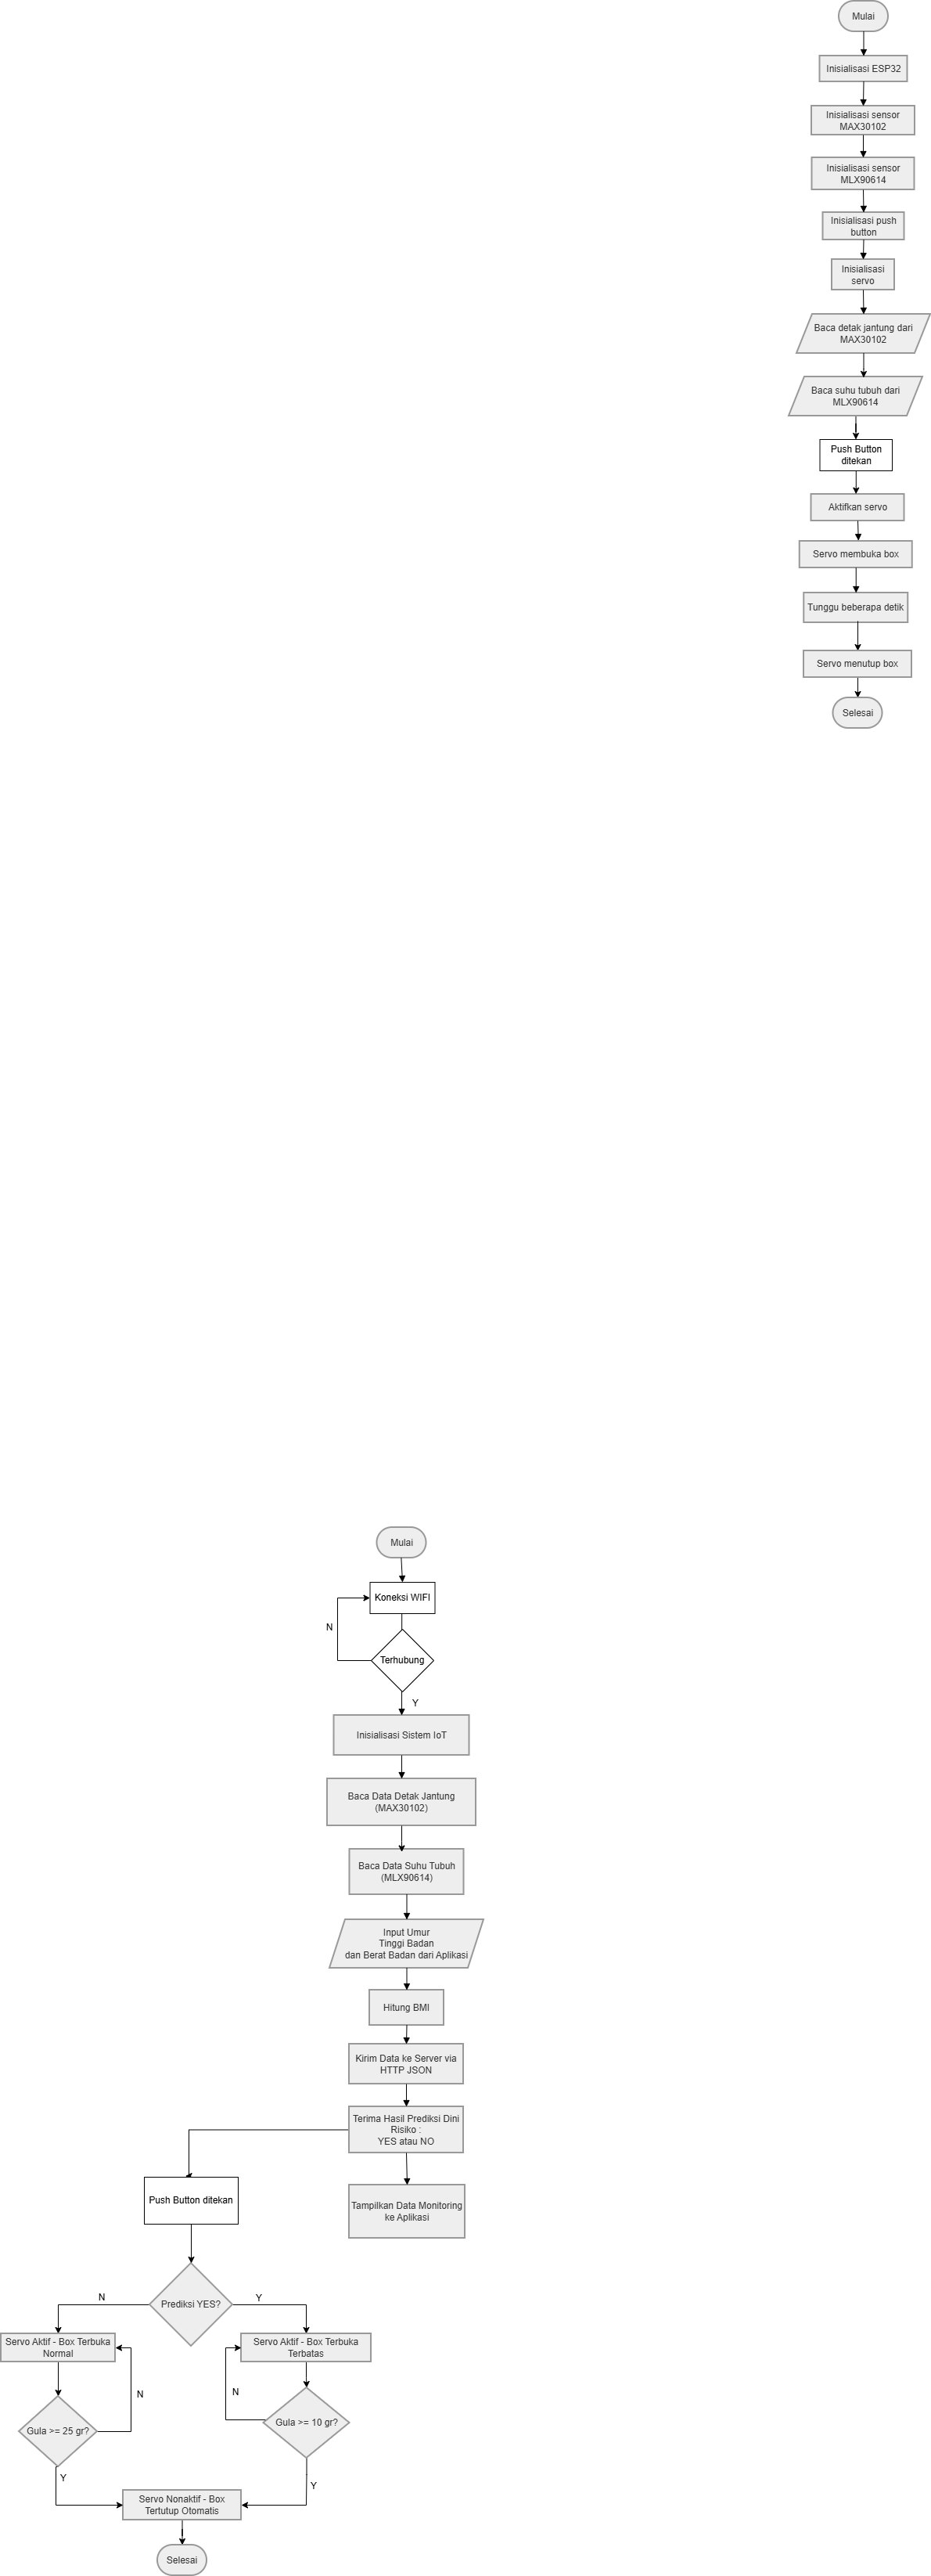 Mulai
Inisialisasi ESP32
Inisialisasi sensor
MAX30102
Inisialisasi sensor
MLX90614
Inisialisasi push
button
Inisialisasi
servo
Baca detak jantung dari
MAX30102
Baca suhu tubuh dari
MLX90614
Push Button
ditekan
Aktifkan servo
Servo membuka box
Tunggu beberapa detik
Servo menutup box
Selesai
Mulai
Koneksi WIFI
N
Terhubung
Y
Inisialisasi Sistem IoT
Baca Data Detak Jantung
(MAX30102)
Baca Data Suhu Tubuh
(MLX90614)
Input Umur
Tinggi Badan
dan Berat Badan dari Aplikasi
Hitung BMI
Kirim Data ke Server via
HTTP JSON
Terima Hasil Prediksi Dini
Risiko :
YES atau NO
Push Button ditekan
Tampilkan Data Monitoring
ke Aplikasi
Prediksi YES?
N
Y
Servo Aktif - Box Terbuka
Normal
Servo Aktif - Box Terbuka
Terbatas
N
N
Gula >= 25 gr?
Gula >= 10 gr?
Y
Y
Servo Nonaktif - Box
Tertutup Otomatis
Selesai